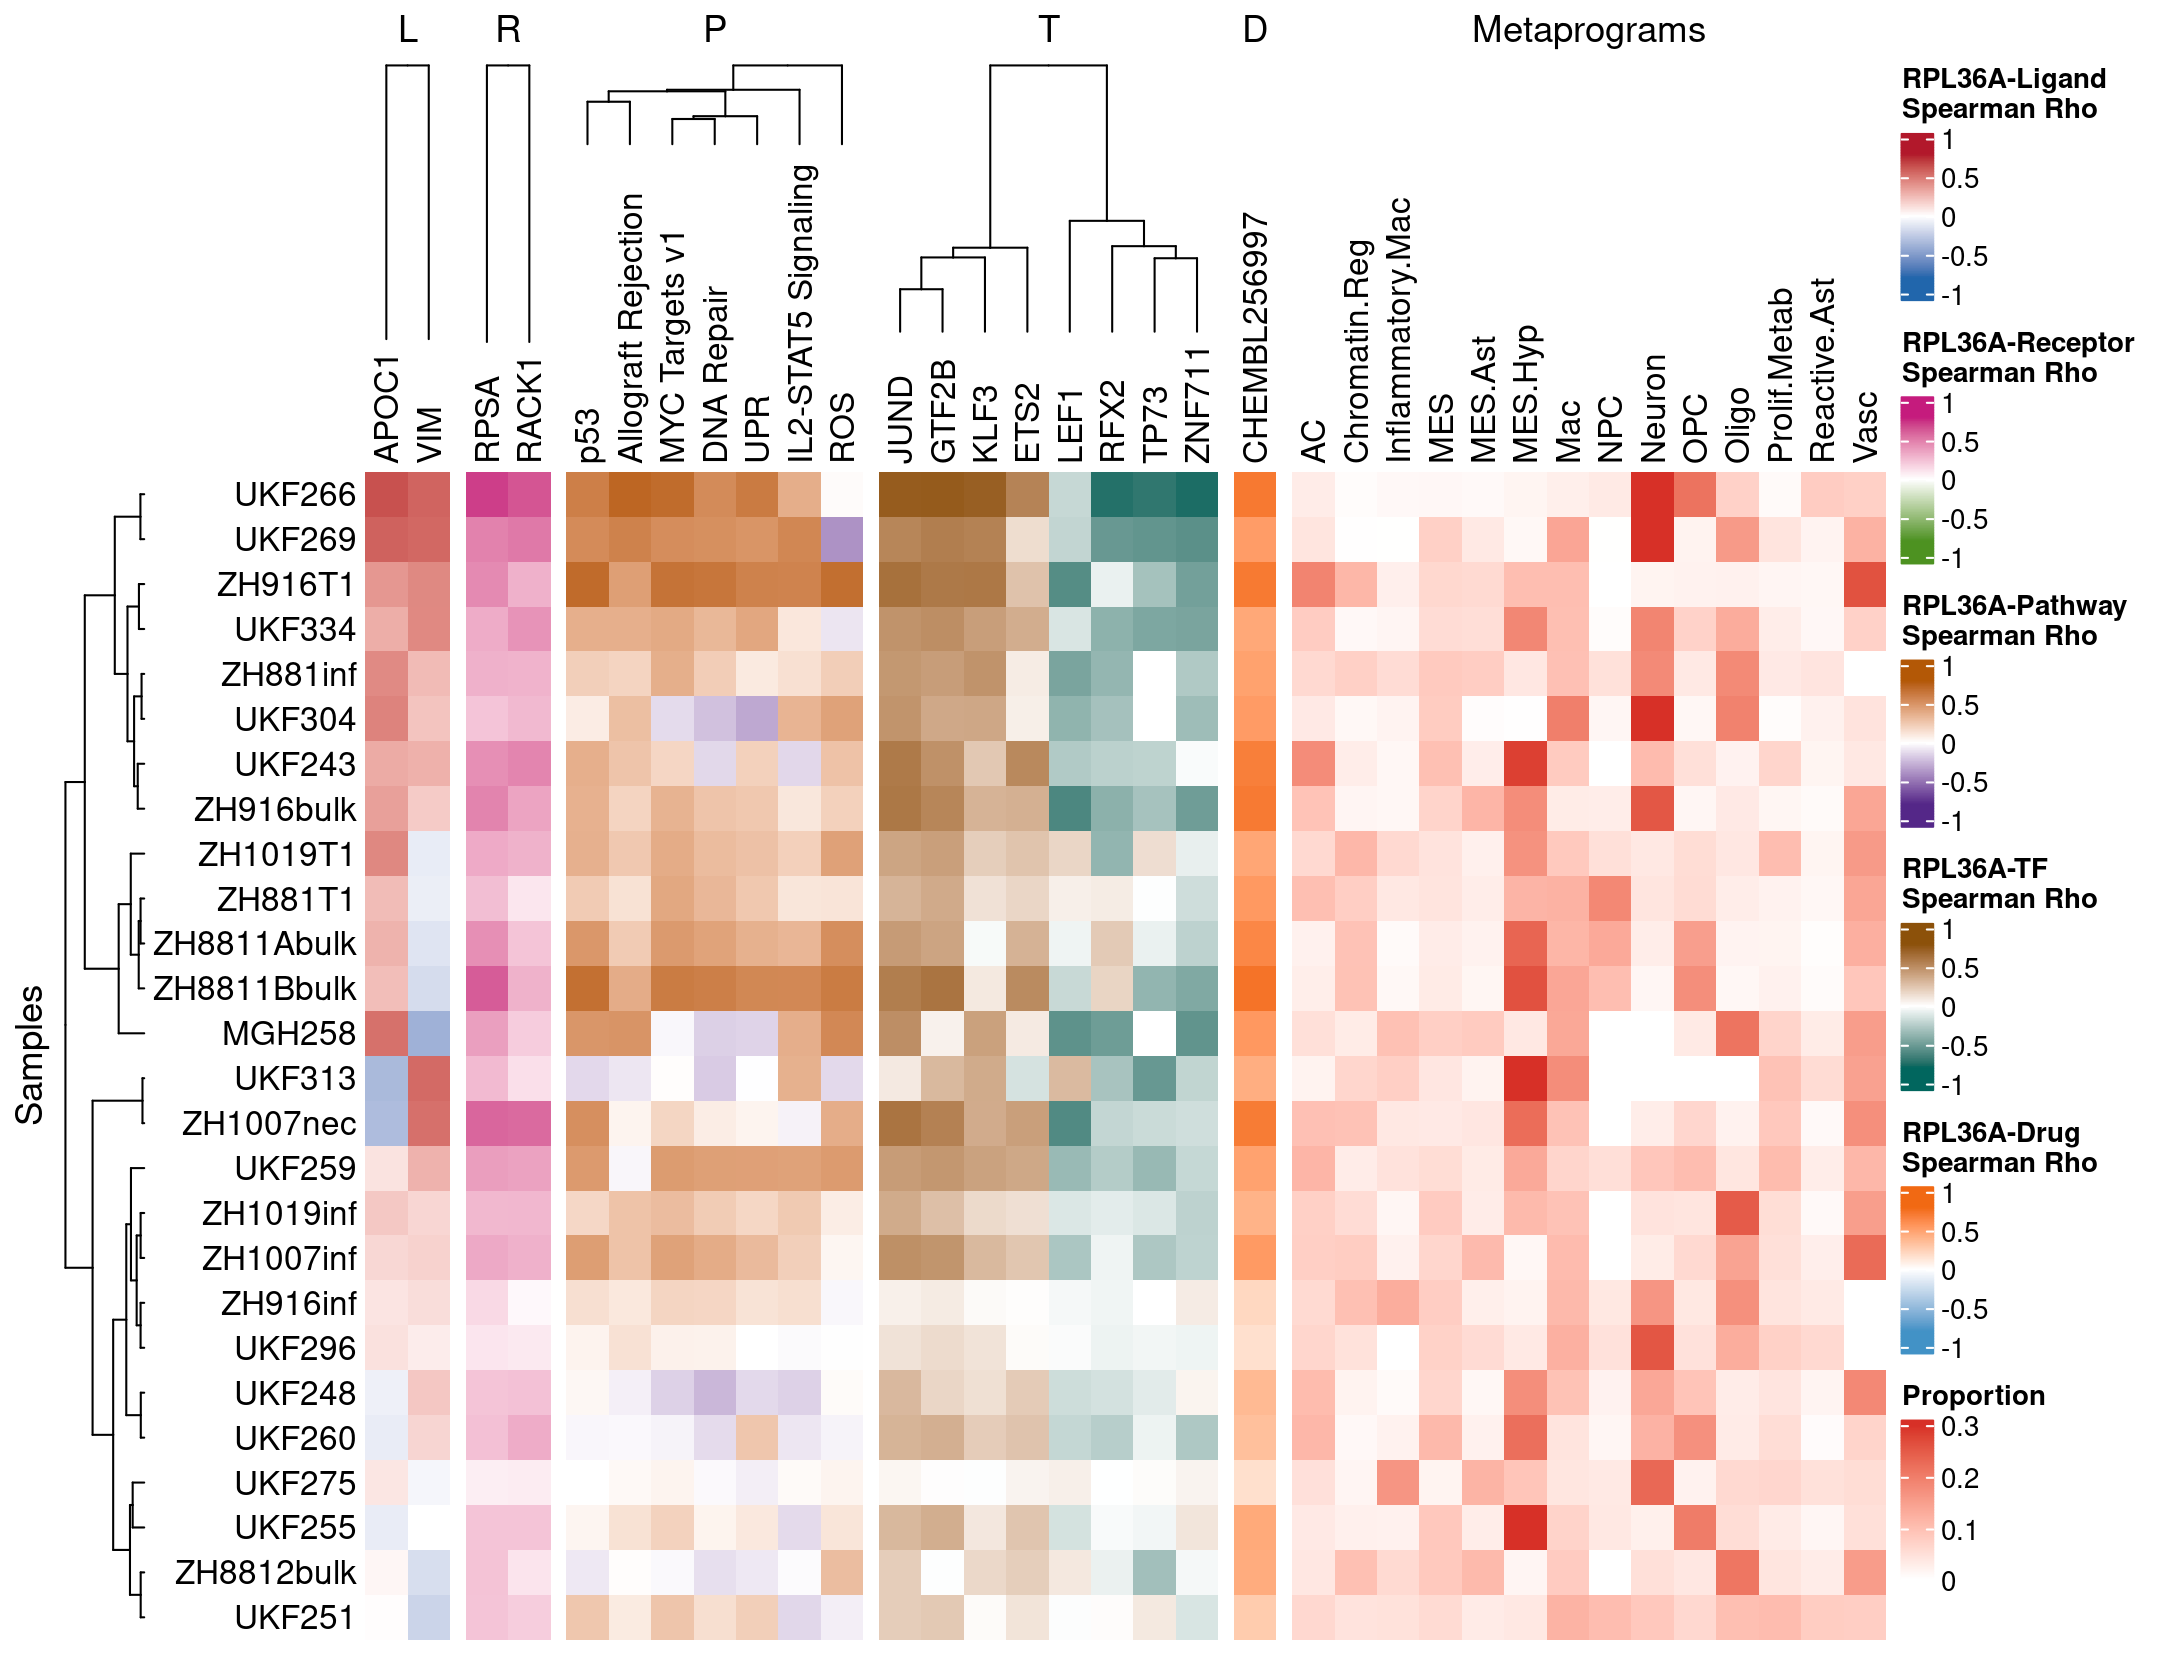 L R P T D Metaprograms
APOC1
VIM
RPSA
RACK1
p53
Allograft Rejection
MYC Targets v1
DNA Repair
UPR
IL2-STAT5 Signaling
ROS
JUND
GTF2B
KLF3
ETS2
LEF1
RFX2
TP73
ZNF711
CHEMBL256997
AC
Chromatin.Reg
Inflammatory.Mac
MES
MES.Ast
MES.Hyp
Mac
NPC
Neuron
OPC
Oligo
Prolif.Metab
Reactive.Ast
Vasc
Samples
UKF266
UKF269
ZH916T1
UKF334
ZH881inf
UKF304
UKF243
ZH916bulk
ZH1019T1
ZH881T1
ZH8811Abulk
ZH8811Bbulk
MGH258
UKF313
ZH1007nec
UKF259
ZH1019inf
ZH1007inf
ZH916inf
UKF296
UKF248
UKF260
UKF275
UKF255
ZH8812bulk
UKF251
RPL36A-Ligand
Spearman Rho
1
0.5
0
-0.5
-1
RPL36A-Receptor
Spearman Rho
1
0.5
0
-0.5
-1
RPL36A-Pathway
Spearman Rho
1
0.5
0
-0.5
-1
RPL36A-TF
Spearman Rho
1
0.5
0
-0.5
-1
RPL36A-Drug
Spearman Rho
1
0.5
0
-0.5
-1
Proportion
0.3
0.2
0.1
0